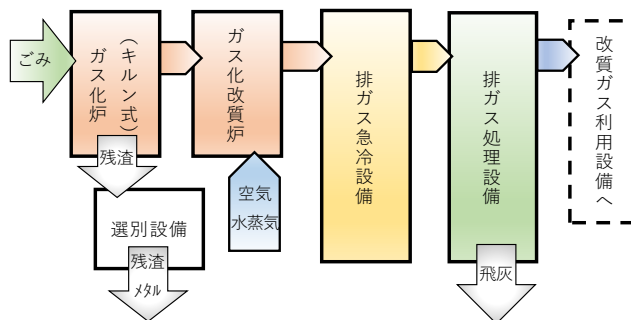 ごみ
ガス化炉
（キルン式）
ガス化改質炉
排ガス急冷設備
排ガス処理設備
改質ガス利用設備へ
残渣
空気
水蒸気
選別設備
残渣
ﾒﾀﾙ
飛灰